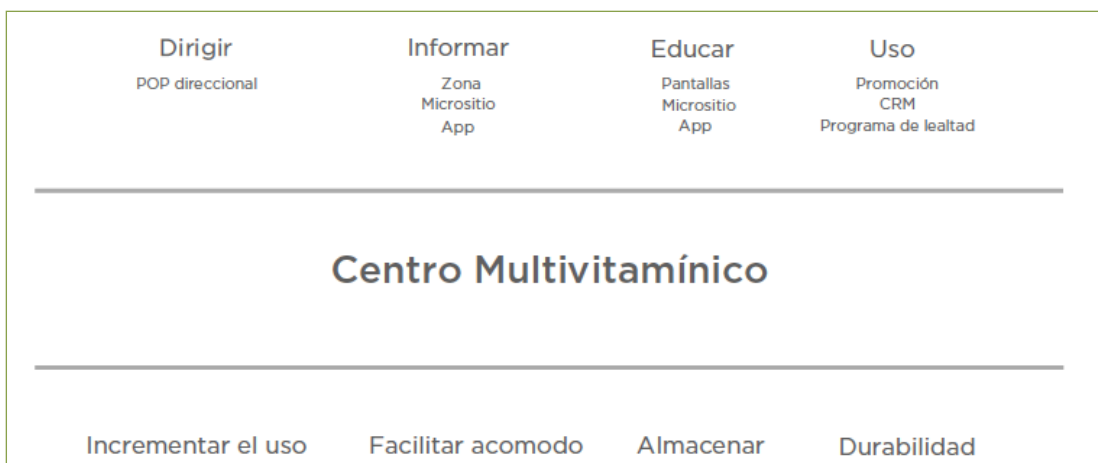 Dirigir
POP direccional
Informar
Zona
Micrositio
App
Educar
Pantallas
Micrositio
App
Uso
Promoción
CRM
Programa de lealtad
Centro Multivitamínico
Incrementar el uso
Facilitar acomodo
Almacenar
Durabilidad